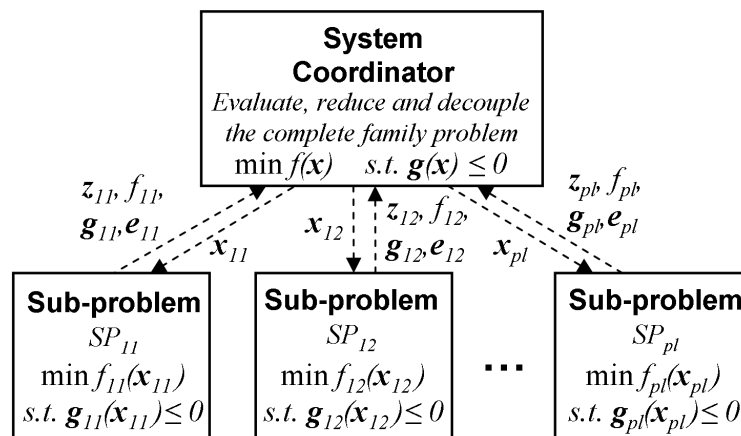 System
Coordinator
Evaluate, reduce and decouple
the complete family problem
min f(x) s.t. g(x) ≤ 0
z11, f11,
g11,e11
x11
x12
z12, f12,
g12,e12
xpl
zpl, fpl,
gpl,epl
Sub-problem
SP11
min f11(x11)
s.t. g11(x11) ≤ 0
Sub-problem
SP12
min f12(x12)
s.t. g12(x12) ≤ 0
...
Sub-problem
SPpl
min fpl(xpl)
s.t. gpl(xpl) ≤ 0